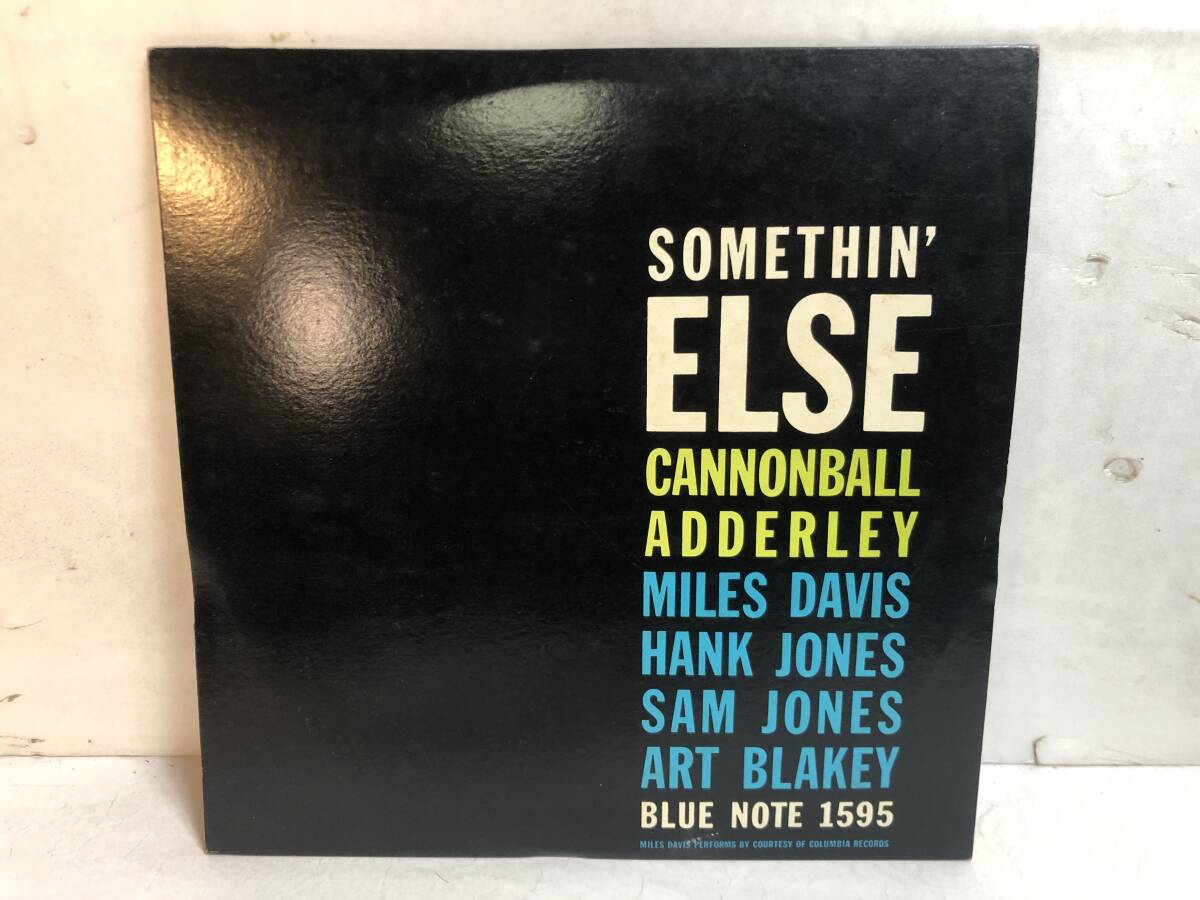 SOMETHIN'
ELSE
CANNONBALL
ADDERLEY
MILES DAVIS
HANK JONES
SAM JONES
ART BLAKEY
BLUE NOTE 1595
MILES DAVIS PERFORMS BY COURTESY OF COLUMBIA RECORDS